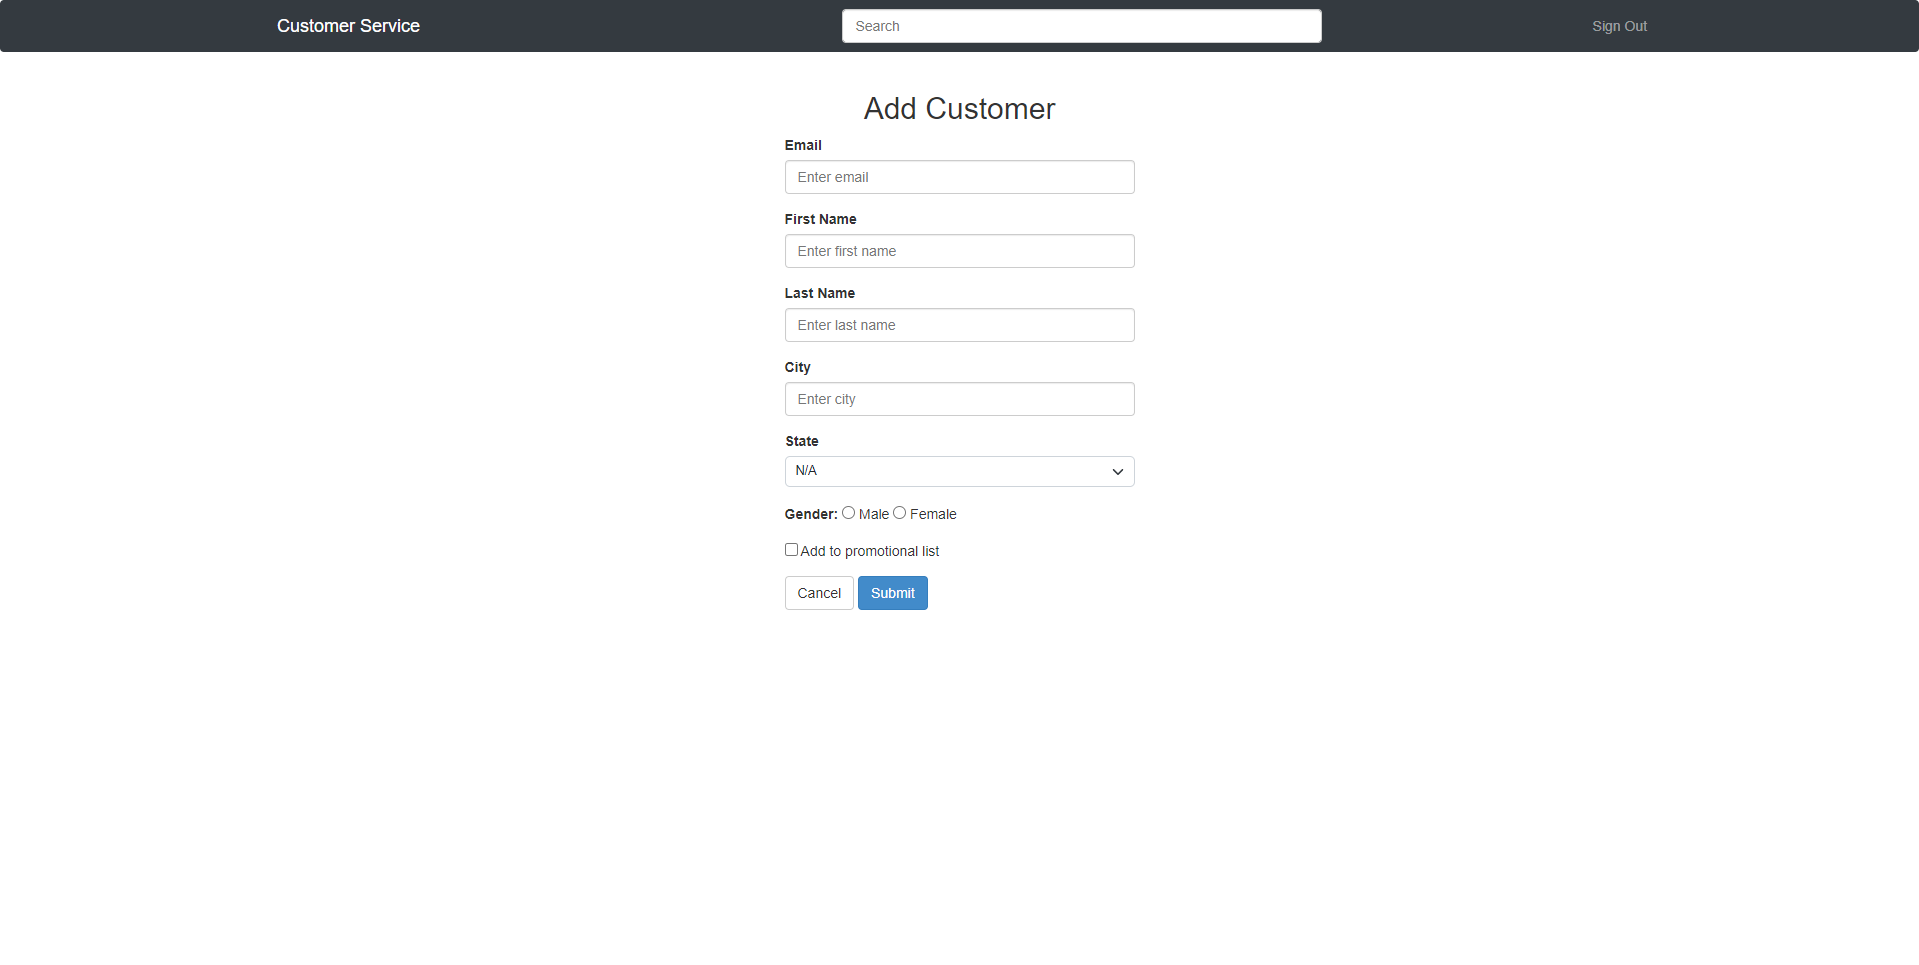 Customer Service
Search
Sign Out
Add Customer
Email
Enter email
First Name
Enter first name
Last Name
Enter last name
City
Enter city
State
N/A
Gender: Male Female
Add to promotional list
Cancel Submit